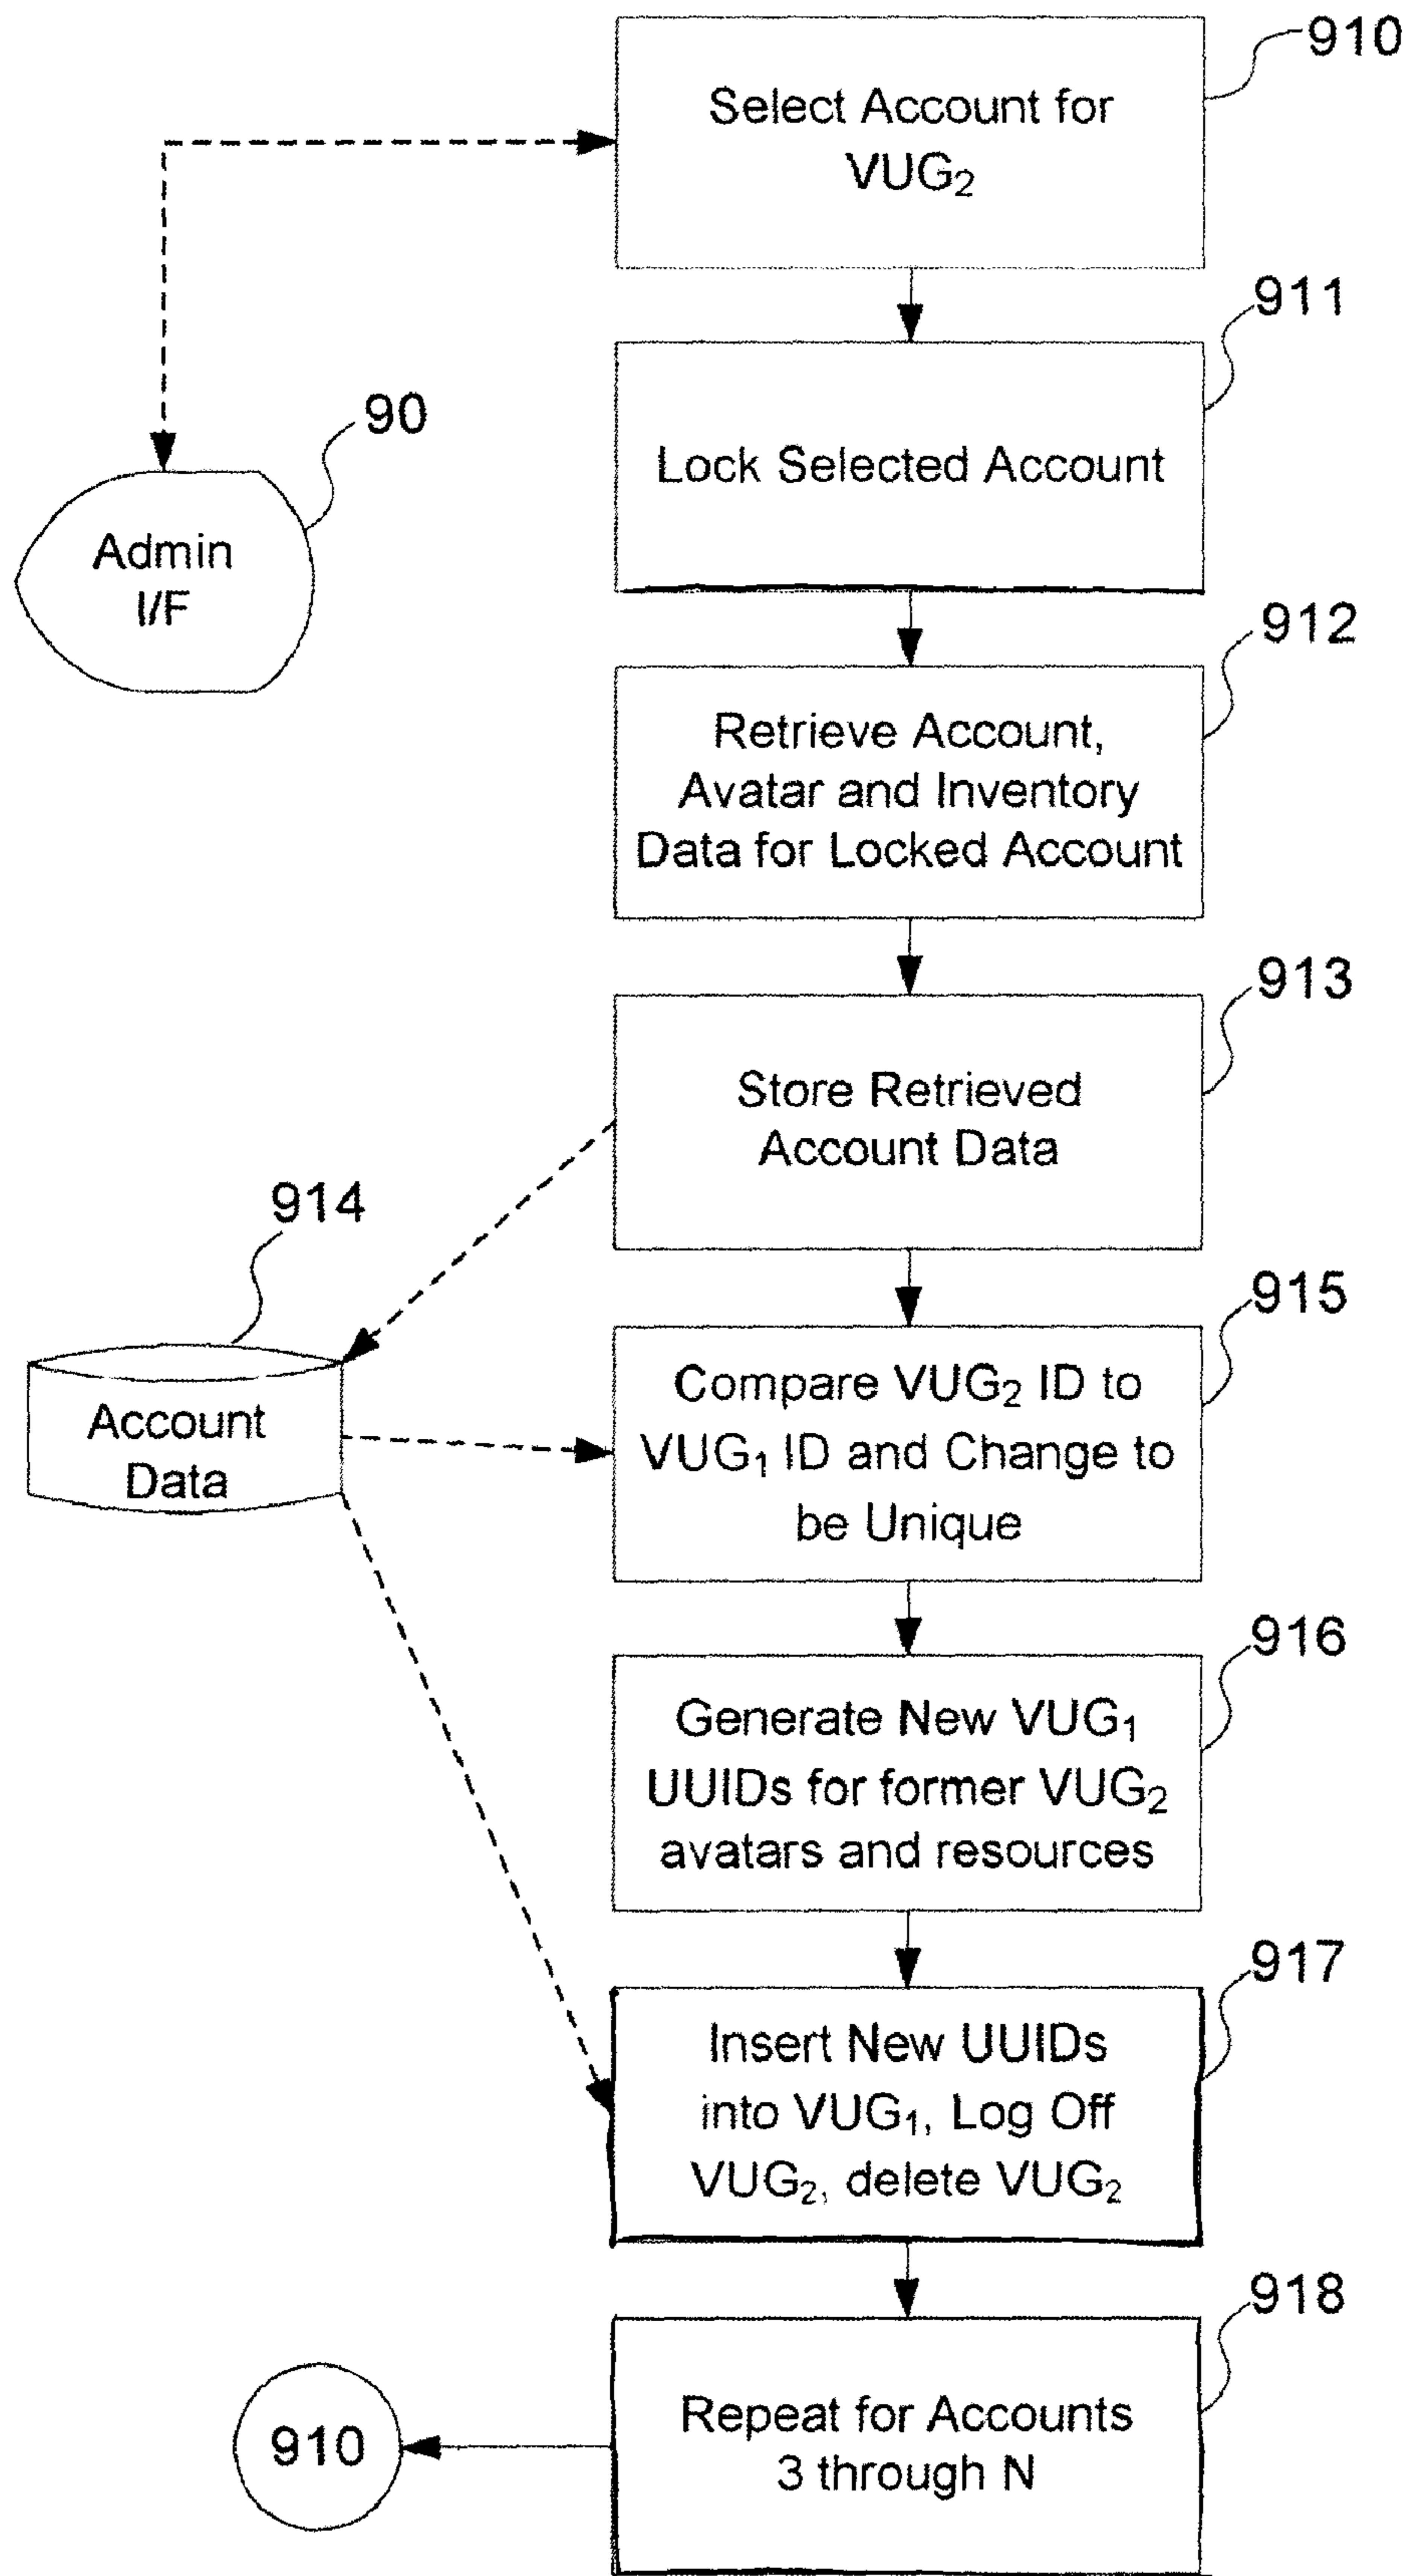 910
Select Account for
VUG₂
911
Lock Selected Account
90
Admin
I/F
912
Retrieve Account,
Avatar and Inventory
Data for Locked Account
913
Store Retrieved
Account Data
914
Account
Data
915
Compare VUG₂ ID to
VUG₁ ID and Change to
be Unique
916
Generate New VUG₁
UUIDs for former VUG₂
avatars and resources
917
Insert New UUIDs
into VUG₁, Log Off
VUG₂, delete VUG₂
918
Repeat for Accounts
3 through N
910